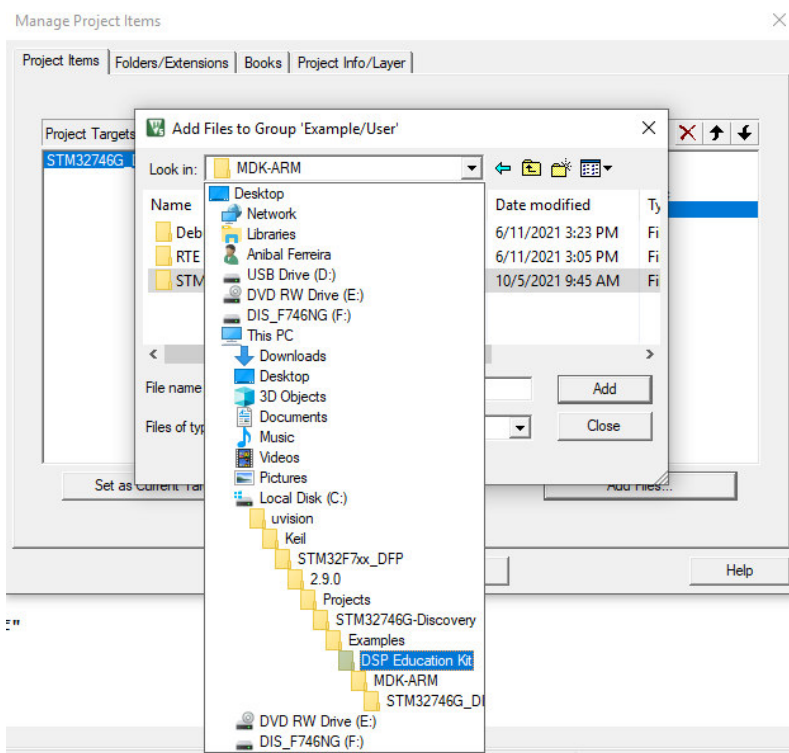 Manage Project Items
Project Items Folders/Extensions Books Project Info/Layer
Project Targets
STM32746G_
Add Files to Group 'Example/User'
Look in: MDK-ARM
Name Date modified Ty
Deb 6/11/2021 3:23 PM Fi
RTE 6/11/2021 3:05 PM Fi
STM 10/5/2021 9:45 AM Fi
Desktop
Network
Libraries
Anibal Ferreira
USB Drive (D:)
DVD RW Drive (E:)
DIS_F746NG (F:)
This PC
Downloads
Desktop
3D Objects
Documents
Music
Videos
Pictures
Local Disk (C:)
uvision
Keil
STM32F7xx_DFP
2.9.0
Projects
STM32746G-Discovery
Examples
DSP Education Kit
MDK-ARM
STM32746G_DI
DVD RW Drive (E:)
DIS_F746NG (F:)
File name Add
Files of typ Close
Set as Current Tar Add Files...
Help